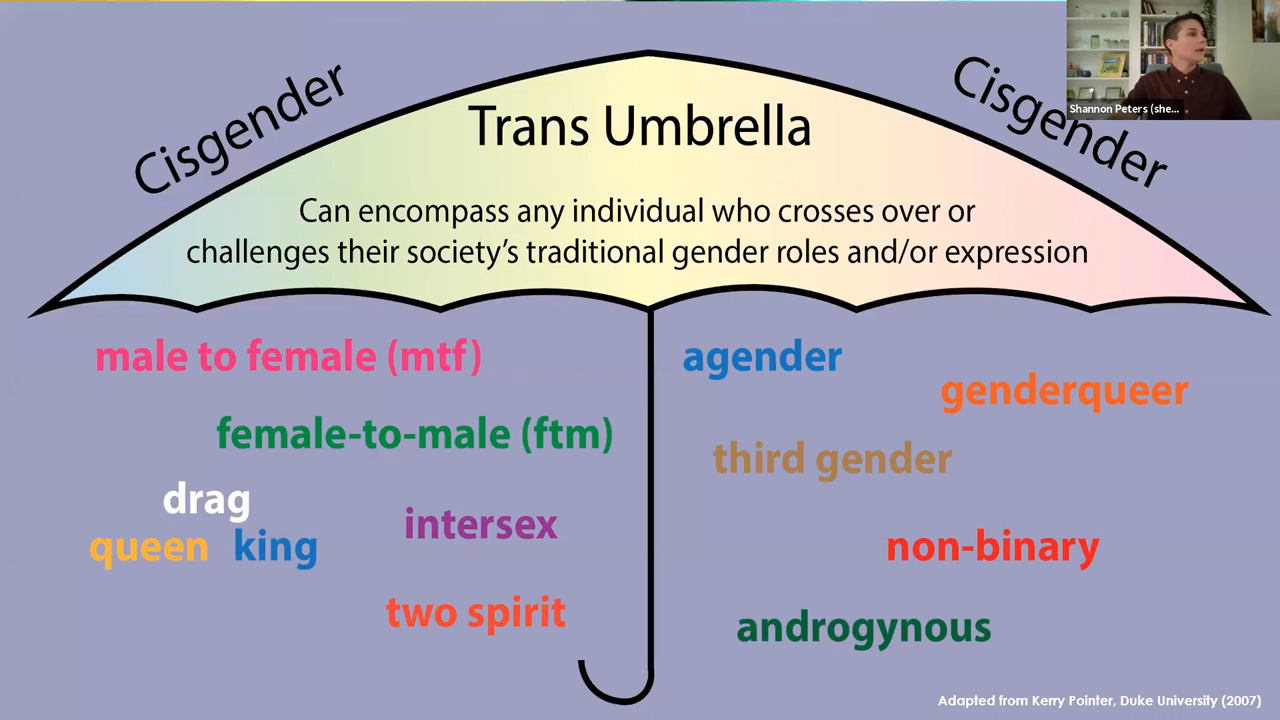 Cisgender
Cisgender
Shannon Peters (she...
Trans Umbrella
Can encompass any individual who crosses over or
challenges their society's traditional gender roles and/or expression
male to female (mtf)
female-to-male (ftm)
drag
queen king
intersex
two spirit
agender
genderqueer
third gender
non-binary
androgynous
Adapted from Kerry Pointer, Duke University (2007)